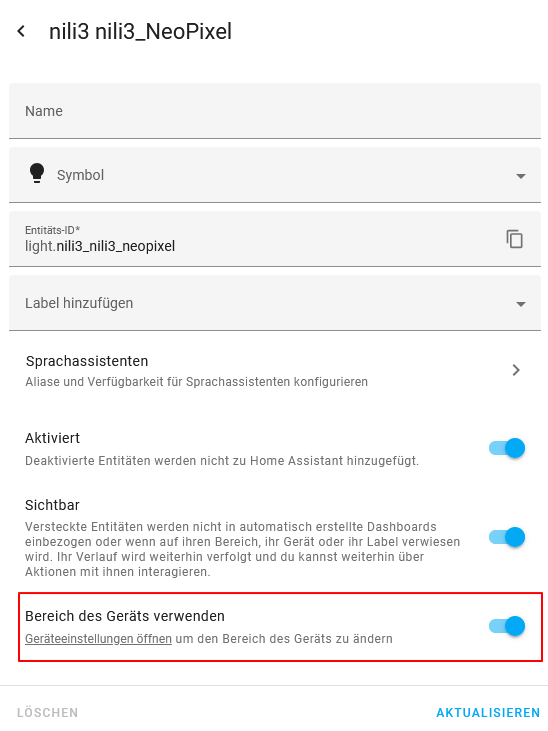 nili3 nili3_NeoPixel
Name
Symbol
Entitäts-ID*
light.nili3_nili3_neopixel
Label hinzufügen
Sprachassistenten
Aliase und Verfügbarkeit für Sprachassistenten konfigurieren
Aktiviert
Deaktivierte Entitäten werden nicht zu Home Assistant hinzugefügt.
Sichtbar
Versteckte Entitäten werden nicht in automatisch erstellte Dashboards
einbezogen oder wenn auf ihren Bereich, ihr Gerät oder ihr Label verwiesen
wird. Ihr Verlauf wird weiterhin verfolgt und du kannst weiterhin über
Aktionen mit ihnen interagieren.
Bereich des Geräts verwenden
Geräteeinstellungen öffnen um den Bereich des Geräts zu ändern
LÖSCHEN
AKTUALISIEREN